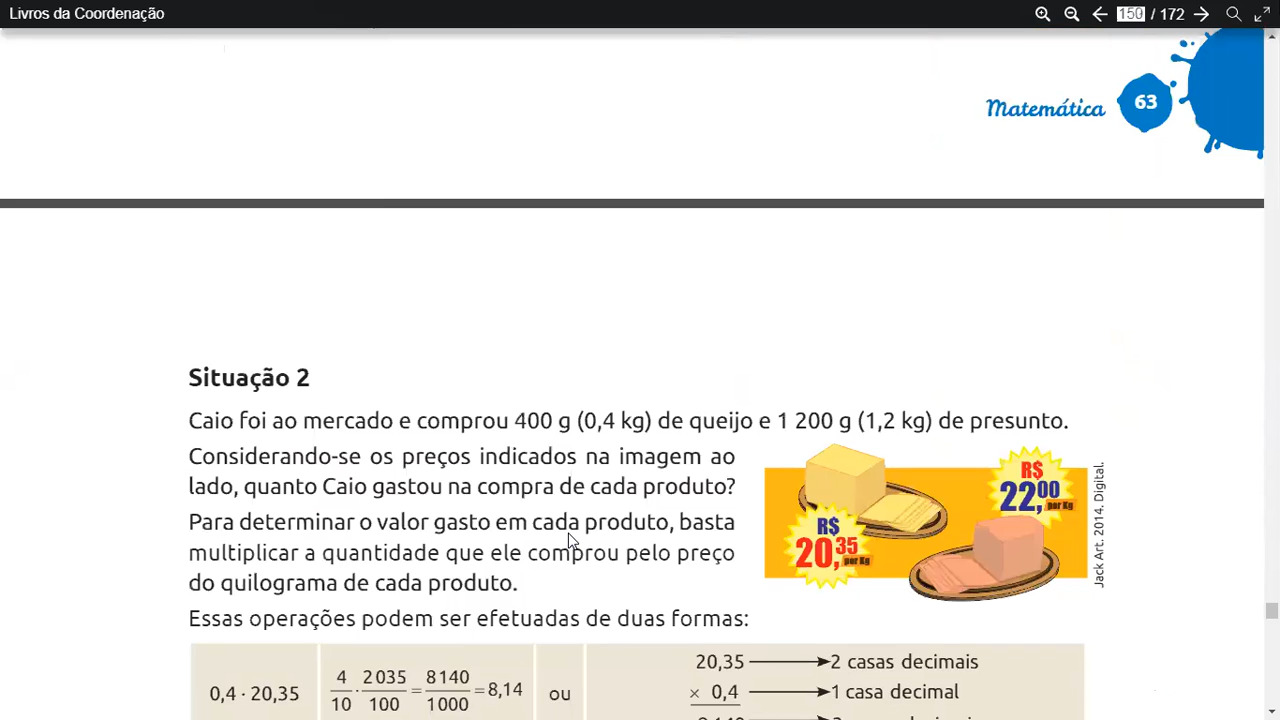 Livros da Coordenação
150 / 172
Matemática 63
Situação 2
Caio foi ao mercado e comprou 400 g (0,4 kg) de queijo e 1 200 g (1,2 kg) de presunto.
Considerando-se os preços indicados na imagem ao
lado, quanto Caio gastou na compra de cada produto?
Para determinar o valor gasto em cada produto, basta
multiplicar a quantidade que ele comprou pelo preço
do quilograma de cada produto.
R$
22,00
por Kg
R$
20,35
por Kg
Jack Art. 2014. Digital.
Essas operações podem ser efetuadas de duas formas:
0,4 · 20,35
4/10 · 2 035/100 = 8 140/1000 = 8,14
ou
20,35 → 2 casas decimais
× 0,4 → 1 casa decimal